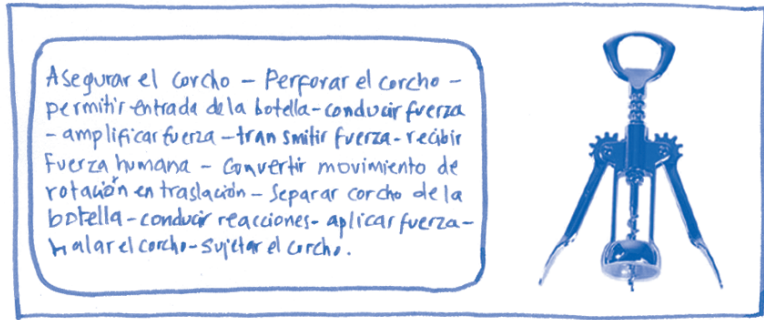 Asegurar el corcho – Perforar el corcho –
permitir entrada de la botella – conducir fuerza
– amplificar fuerza – transmitir fuerza – recibir
Fuerza humana – Convertir movimiento de
rotación en traslación – Separar corcho de la
botella – conducir reacciones – aplicar fuerza –
halar el corcho – Sujetar el corcho.